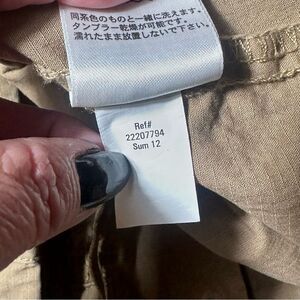 同系色のものと一緒に洗えます。
タンブラー乾燥が可能です。
濡れたまま放置しないで下さい。
Ref#
22207794
Sum 12